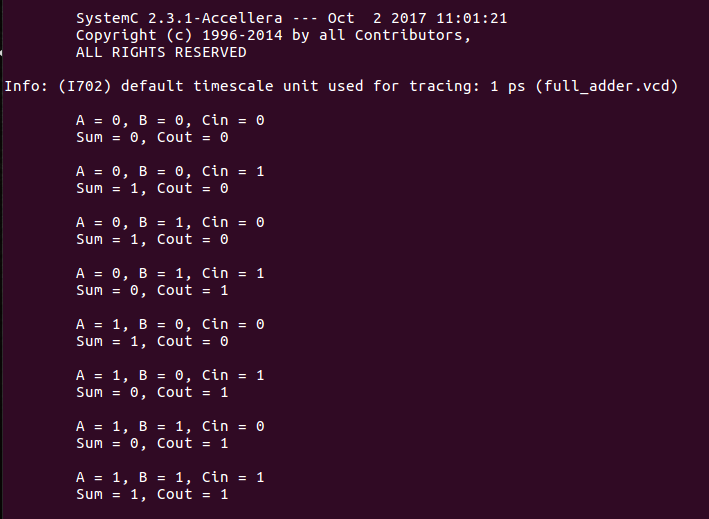 SystemC 2.3.1-Accellera --- Oct  2 2017 11:01:21
Copyright (c) 1996-2014 by all Contributors,
ALL RIGHTS RESERVED
Info: (I702) default timescale unit used for tracing: 1 ps (full_adder.vcd)
A = 0, B = 0, Cin = 0
Sum = 0, Cout = 0
A = 0, B = 0, Cin = 1
Sum = 1, Cout = 0
A = 0, B = 1, Cin = 0
Sum = 1, Cout = 0
A = 0, B = 1, Cin = 1
Sum = 0, Cout = 1
A = 1, B = 0, Cin = 0
Sum = 1, Cout = 0
A = 1, B = 0, Cin = 1
Sum = 0, Cout = 1
A = 1, B = 1, Cin = 0
Sum = 0, Cout = 1
A = 1, B = 1, Cin = 1
Sum = 1, Cout = 1